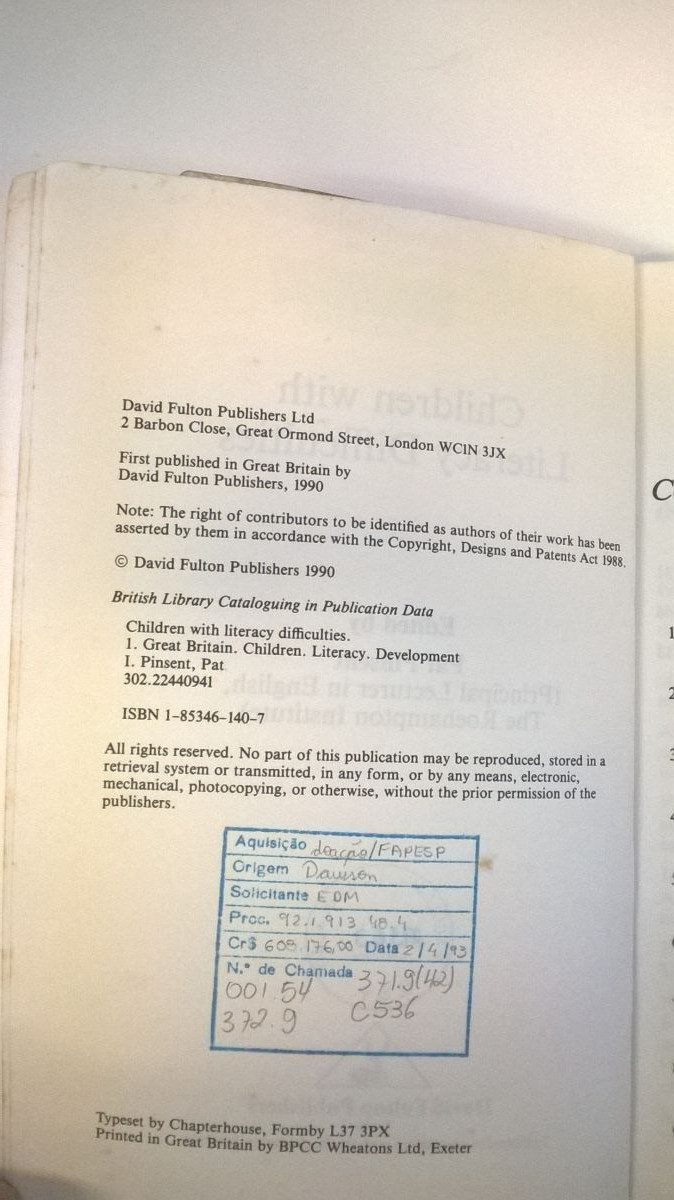 David Fulton Publishers Ltd
2 Barbon Close, Great Ormond Street, London WC1N 3JX
First published in Great Britain by
David Fulton Publishers, 1990
Note: The right of contributors to be identified as authors of their work has been
asserted by them in accordance with the Copyright, Designs and Patents Act 1988.
© David Fulton Publishers 1990
British Library Cataloguing in Publication Data
Children with literacy difficulties.
1. Great Britain. Children. Literacy. Development
I. Pinsent, Pat
302.22440941
ISBN 1-85346-140-7
All rights reserved. No part of this publication may be reproduced, stored in a
retrieval system or transmitted, in any form, or by any means, electronic,
mechanical, photocopying, or otherwise, without the prior permission of the
publishers.
Aquisição doação/FAPESP
Origem Dawson
Solicitante EDM
Proc. 92.1.913.48.4
Cr$ 608.176,00 Data 2/4/93
N.º de Chamada 371.9(42)
001.54 C536
372.9
Typeset by Chapterhouse, Formby L37 3PX
Printed in Great Britain by BPCC Wheatons Ltd, Exeter